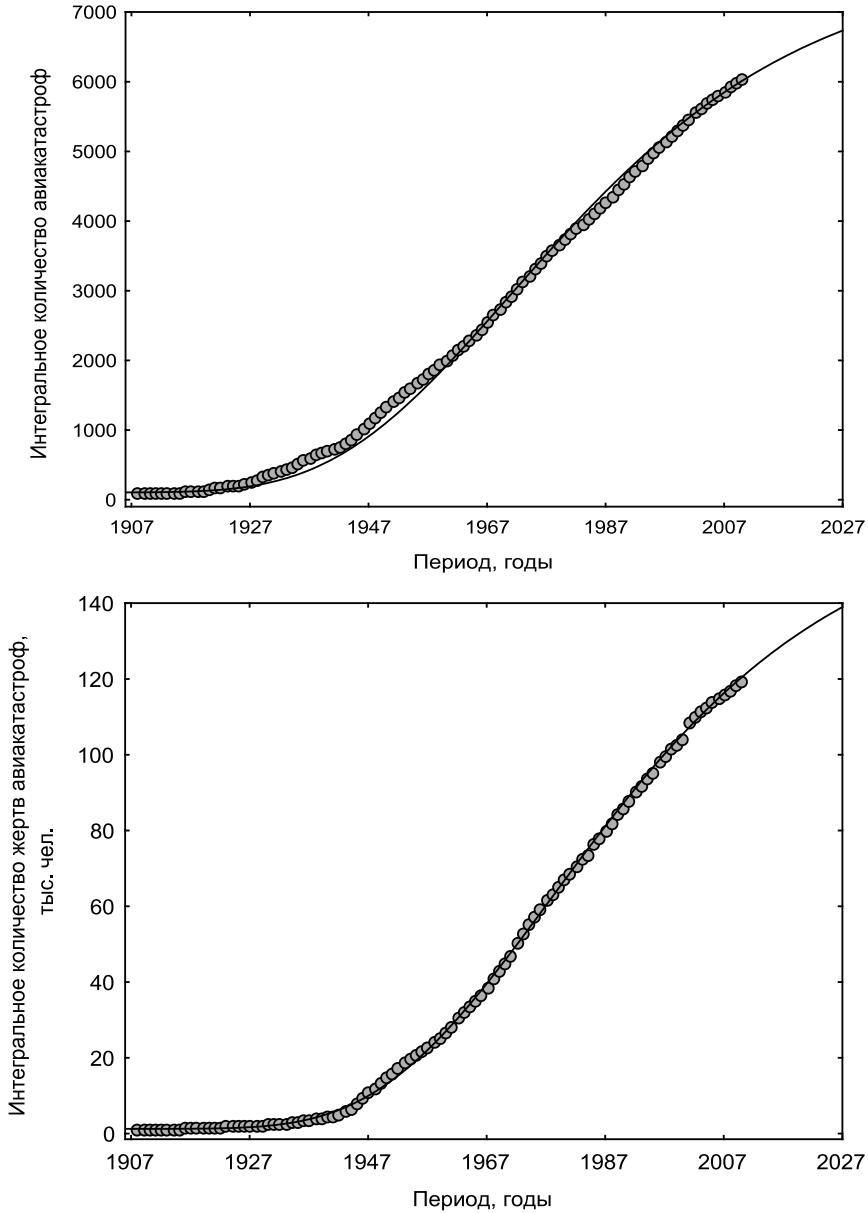 Интегральное количество авиакатастроф
7000
6000
5000
4000
3000
2000
1000
0
1907 1927 1947 1967 1987 2007 2027
Период, годы
Интегральное количество жертв авиакатастроф,
тыс. чел.
140
120
100
80
60
40
20
0
1907 1927 1947 1967 1987 2007 2027
Период, годы